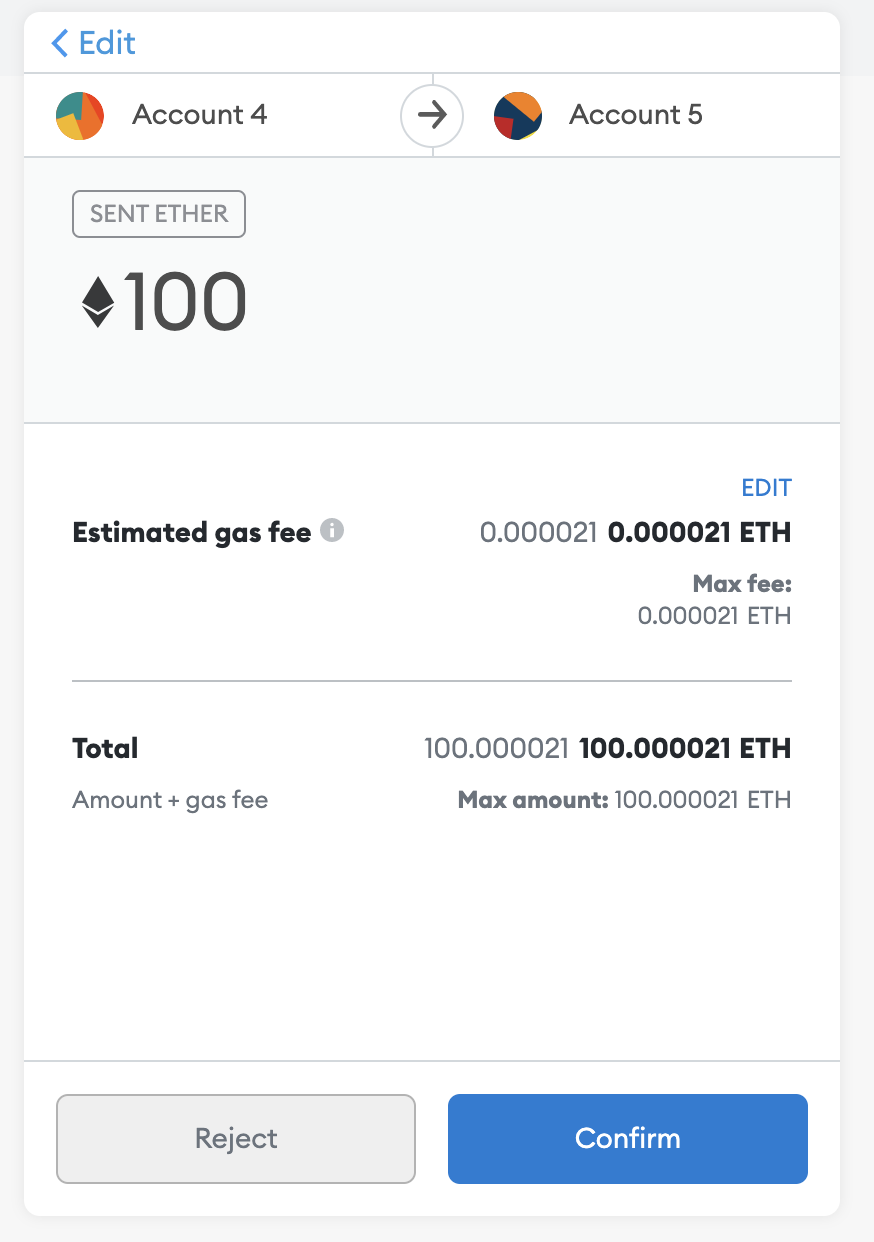 Edit
Account 4
Account 5
SENT ETHER
100
EDIT
Estimated gas fee 0.000021 0.000021 ETH
Max fee:
0.000021 ETH
Total 100.000021 100.000021 ETH
Amount + gas fee Max amount: 100.000021 ETH
Reject
Confirm